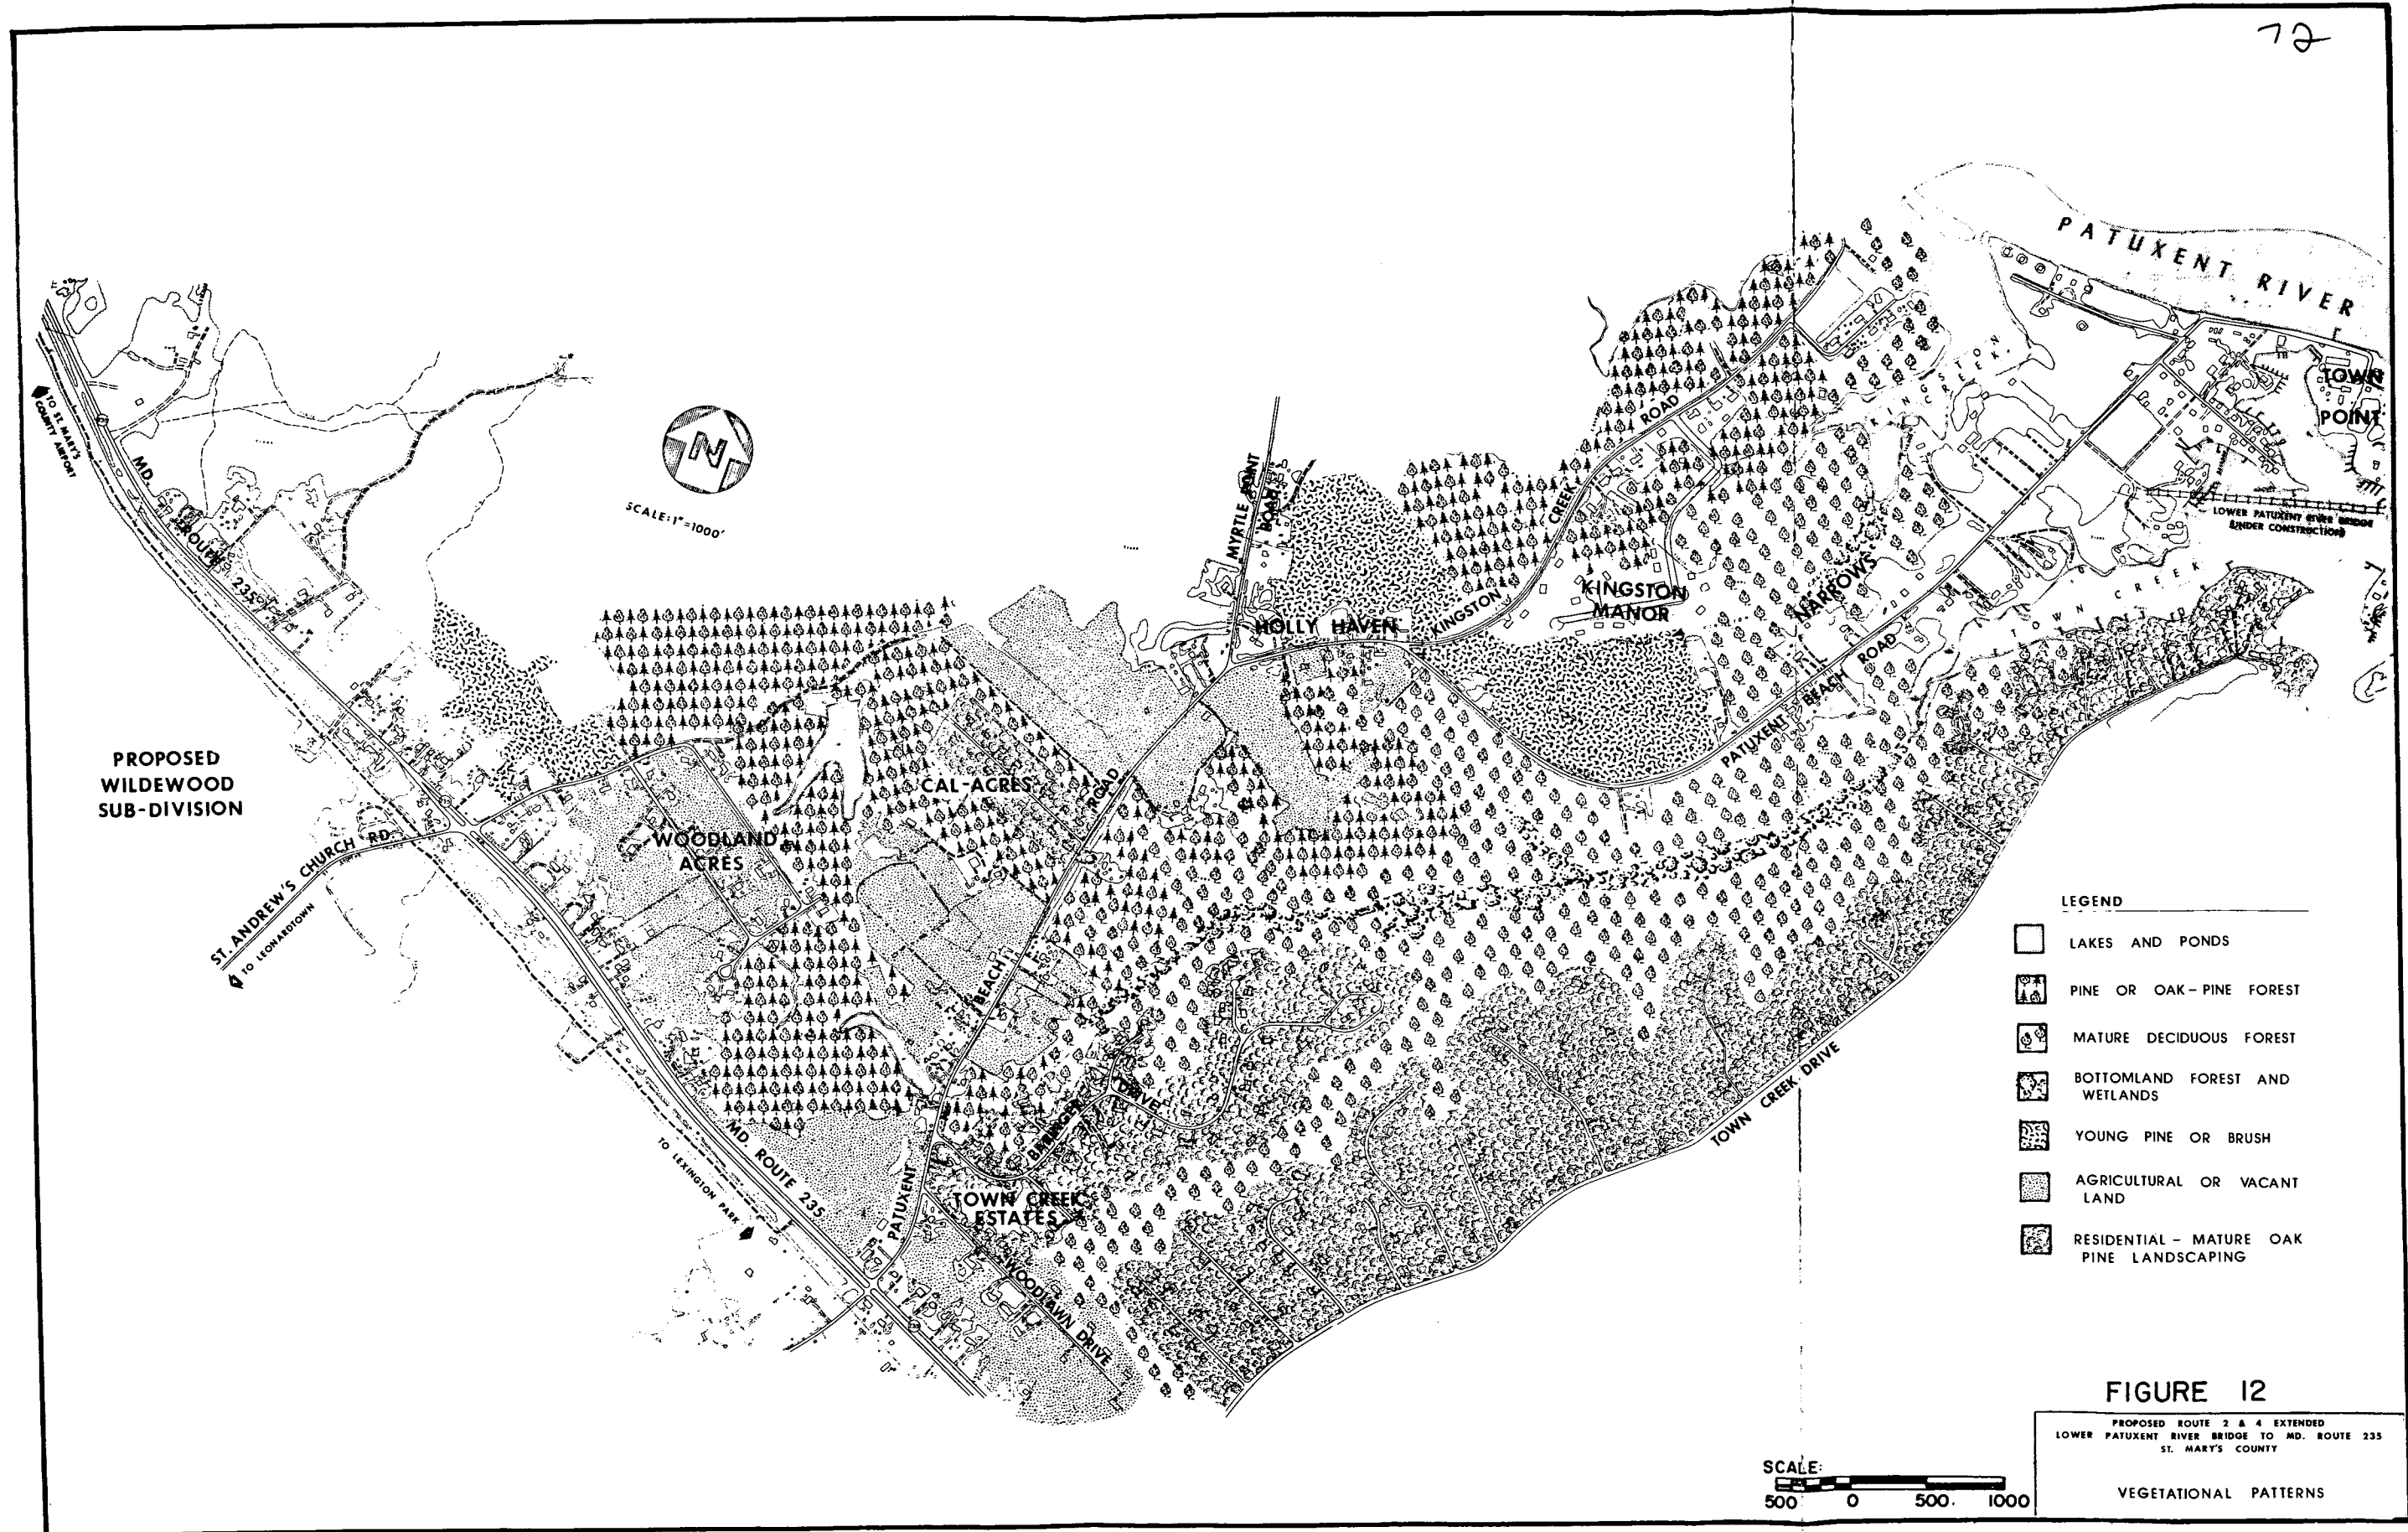 72
PATUXENT RIVER
TOWN
POINT
KINGSTON
CREEK
LOWER PATUXENT RIVER BRIDGE
UNDER CONSTRUCTION
TOWN CREEK
NARROWS
KINGSTON CREEK ROAD
KINGSTON
MANOR
MYRTLE POINT
ROAD
HOLLY HAVEN
PATUXENT BEACH ROAD
N
SCALE: 1"=1000'
TO ST. MARY'S
COUNTY AIRPORT
MD. ROUTE 235
PROPOSED
WILDEWOOD
SUB-DIVISION
ST. ANDREW'S CHURCH RD.
TO LEONARDTOWN
CAL-ACRES
WOODLAND
ACRES
PATUXENT BEACH ROAD
DRIVE
TOWN CREEK
ESTATES
WOODLAWN DRIVE
MD. ROUTE 235
TO LEXINGTON PARK
TOWN CREEK DRIVE
LEGEND
LAKES AND PONDS
PINE OR OAK-PINE FOREST
MATURE DECIDUOUS FOREST
BOTTOMLAND FOREST AND
WETLANDS
YOUNG PINE OR BRUSH
AGRICULTURAL OR VACANT
LAND
RESIDENTIAL - MATURE OAK
PINE LANDSCAPING
FIGURE 12
PROPOSED ROUTE 2 & 4 EXTENDED
LOWER PATUXENT RIVER BRIDGE TO MD. ROUTE 235
ST. MARY'S COUNTY
VEGETATIONAL PATTERNS
SCALE:
500 0 500. 1000